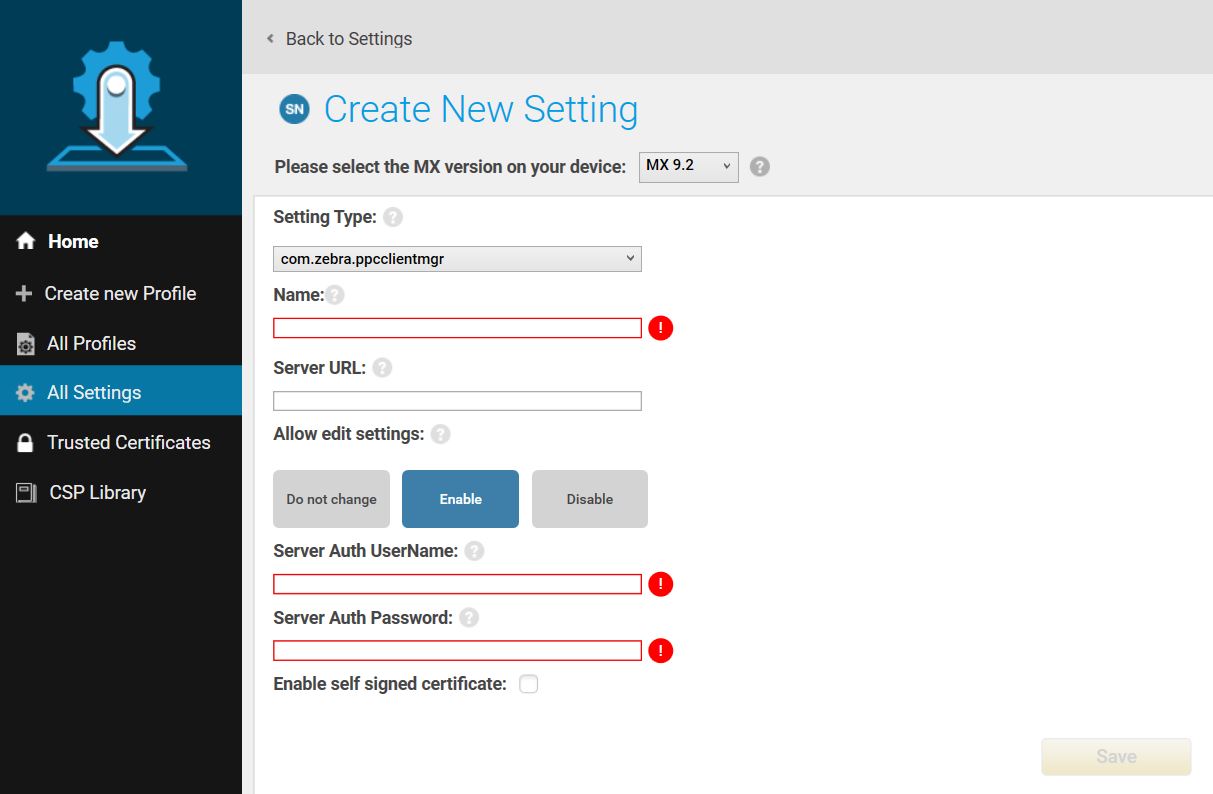 Back to Settings
SN Create New Setting
Please select the MX version on your device: MX 9.2 ?
Home
Create new Profile
All Profiles
All Settings
Trusted Certificates
CSP Library
Setting Type: ?
com.zebra.ppcclientmgr
Name: ?
!
Server URL: ?
Allow edit settings: ?
Do not change Enable Disable
Server Auth UserName: ?
!
Server Auth Password: ?
!
Enable self signed certificate:
Save